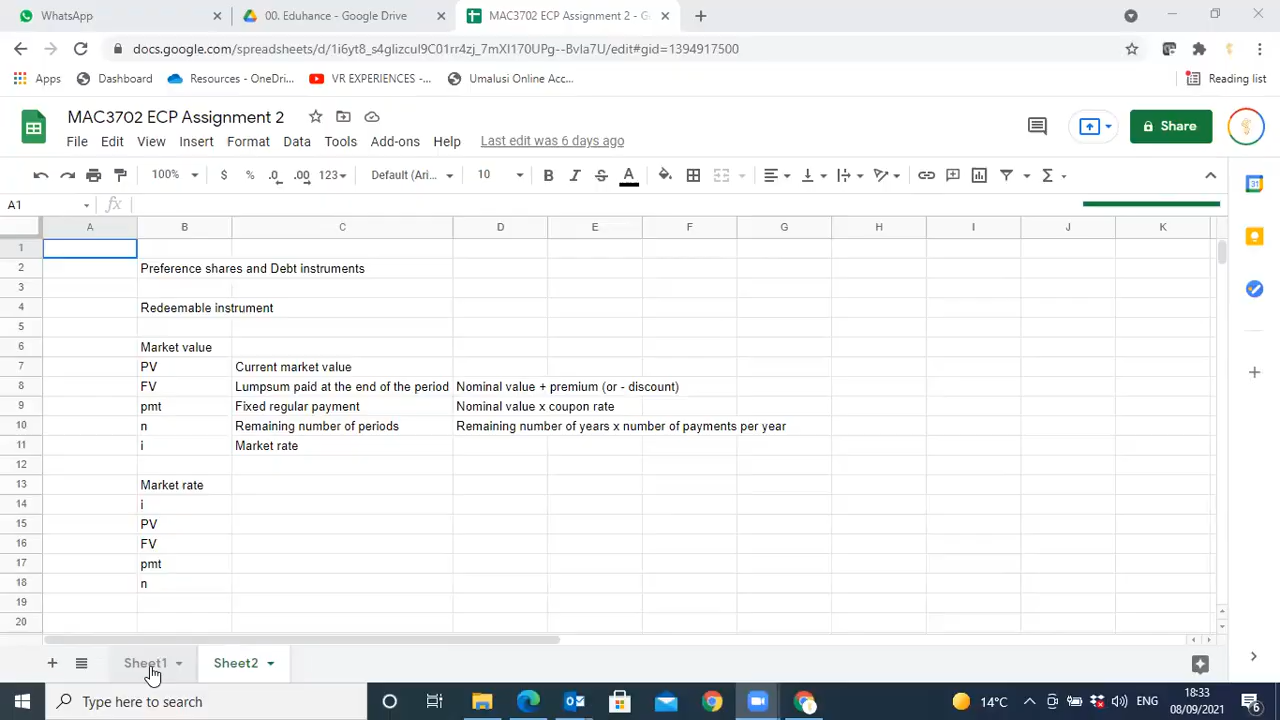 WhatsApp
00. Eduhance - Google Drive
MAC3702 ECP Assignment 2 - G
docs.google.com/spreadsheets/d/1i6yt8_s4glizcuI9C01rr4zj_7mXI170UPg--BvIa7U/edit#gid=1394917500
Apps
Dashboard
Resources - OneDri...
VR EXPERIENCES -...
Umalusi Online Acc...
Reading list
MAC3702 ECP Assignment 2
File Edit View Insert Format Data Tools Add-ons Help Last edit was 6 days ago
Share
100% $ % .0 .00 123 Default (Ari... 10 B I S A
A1 fx
A B C D E F G H I J K
1
2 Preference shares and Debt instruments
3
4 Redeemable instrument
5
6 Market value
7 PV Current market value
8 FV Lumpsum paid at the end of the period Nominal value + premium (or - discount)
9 pmt Fixed regular payment Nominal value x coupon rate
10 n Remaining number of periods Remaining number of years x number of payments per year
11 i Market rate
12
13 Market rate
14 i
15 PV
16 FV
17 pmt
18 n
19
20
Sheet1 Sheet2
Type here to search
14°C
ENG
18:33
08/09/2021
6